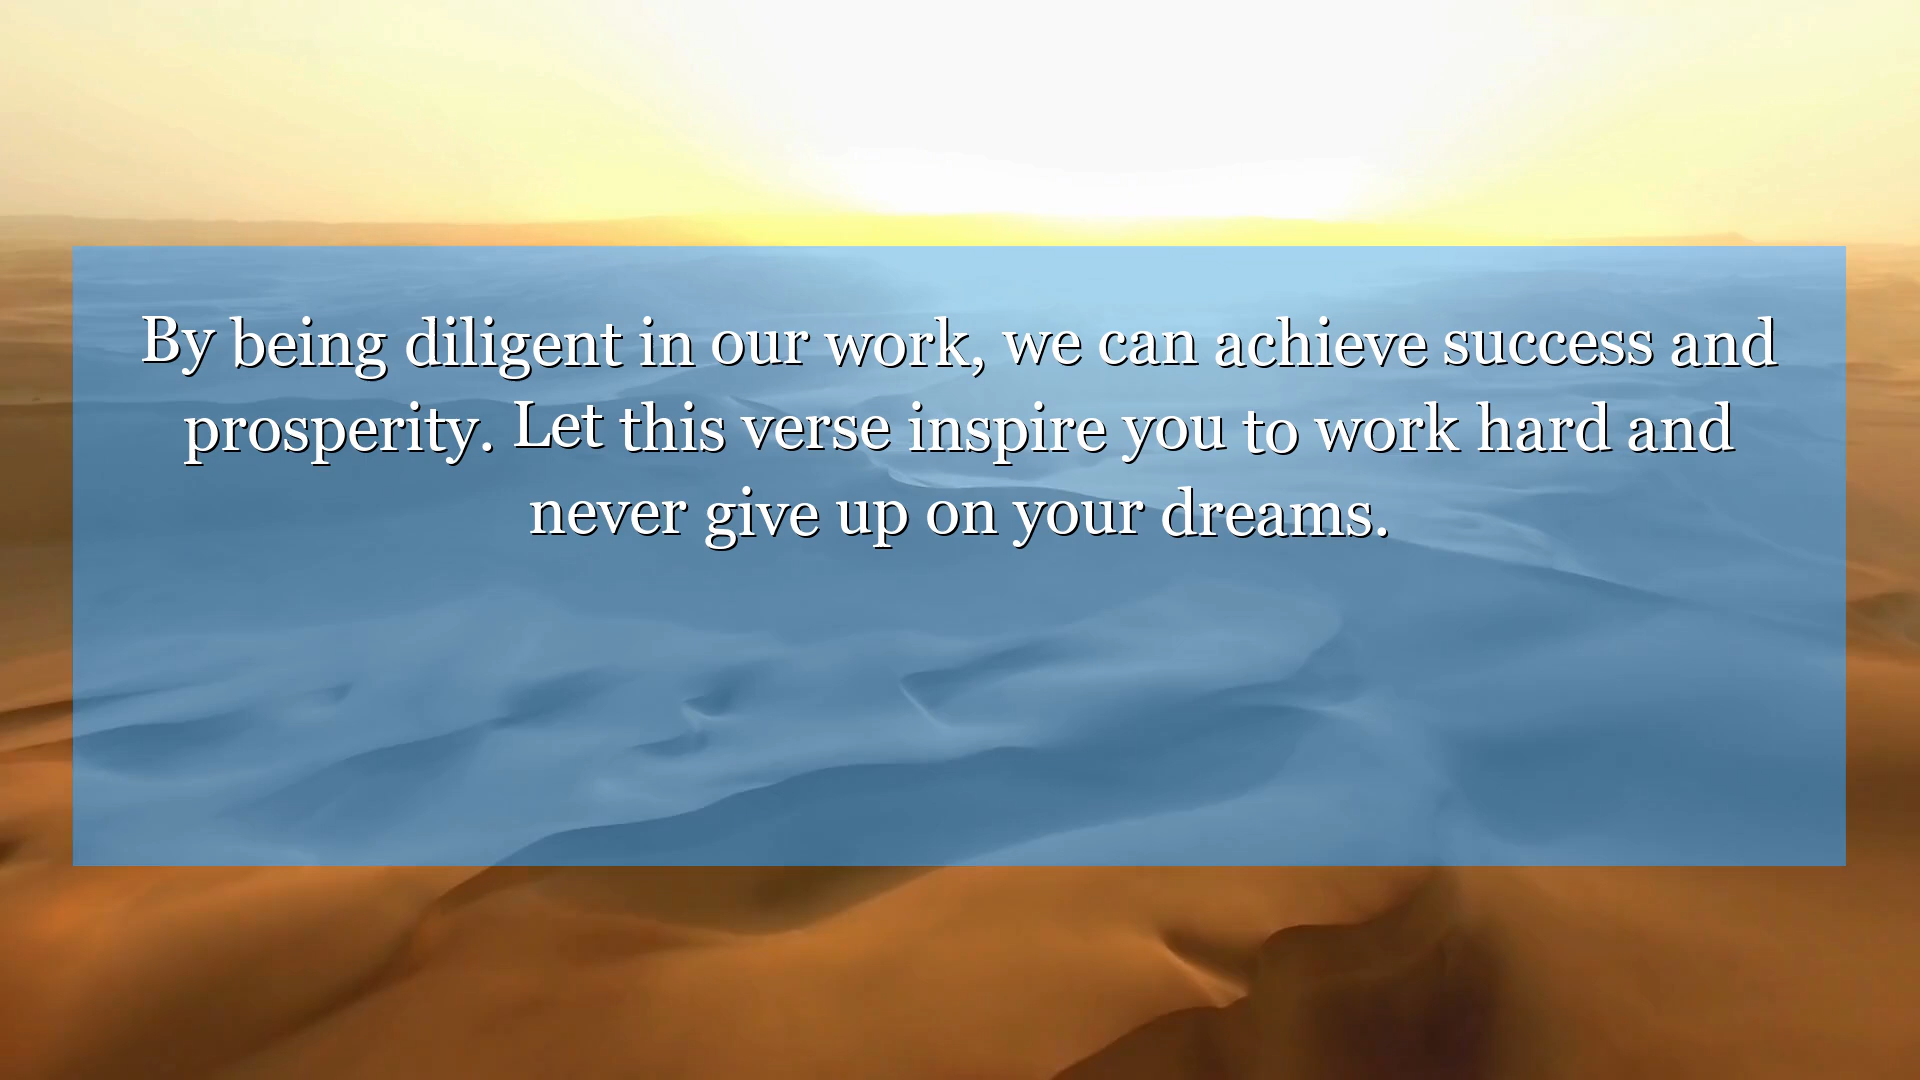 By being diligent in our work, we can achieve success and
prosperity. Let this verse inspire you to work hard and
never give up on your dreams.